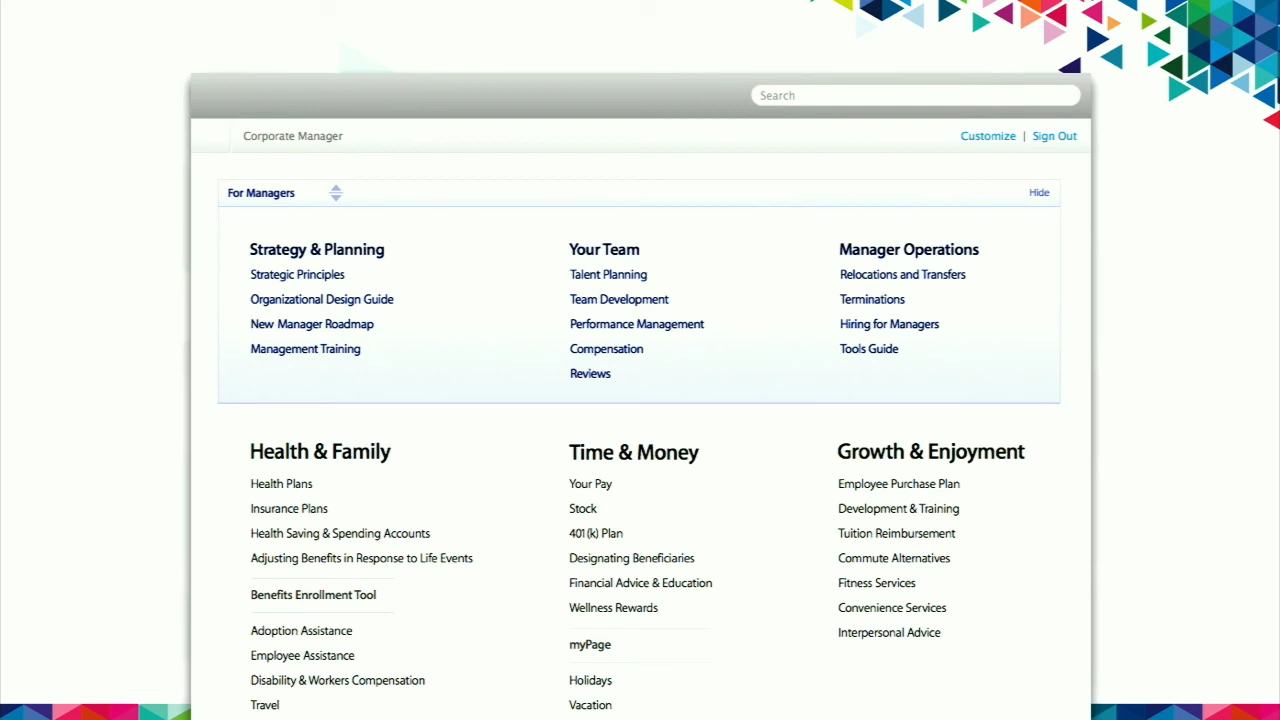 Search
Corporate Manager
Customize | Sign Out
For Managers
Hide
Strategy & Planning
Strategic Principles
Organizational Design Guide
New Manager Roadmap
Management Training
Your Team
Talent Planning
Team Development
Performance Management
Compensation
Reviews
Manager Operations
Relocations and Transfers
Terminations
Hiring for Managers
Tools Guide
Health & Family
Health Plans
Insurance Plans
Health Saving & Spending Accounts
Adjusting Benefits in Response to Life Events
Benefits Enrollment Tool
Adoption Assistance
Employee Assistance
Disability & Workers Compensation
Travel
Time & Money
Your Pay
Stock
401(k) Plan
Designating Beneficiaries
Financial Advice & Education
Wellness Rewards
myPage
Holidays
Vacation
Growth & Enjoyment
Employee Purchase Plan
Development & Training
Tuition Reimbursement
Commute Alternatives
Fitness Services
Convenience Services
Interpersonal Advice